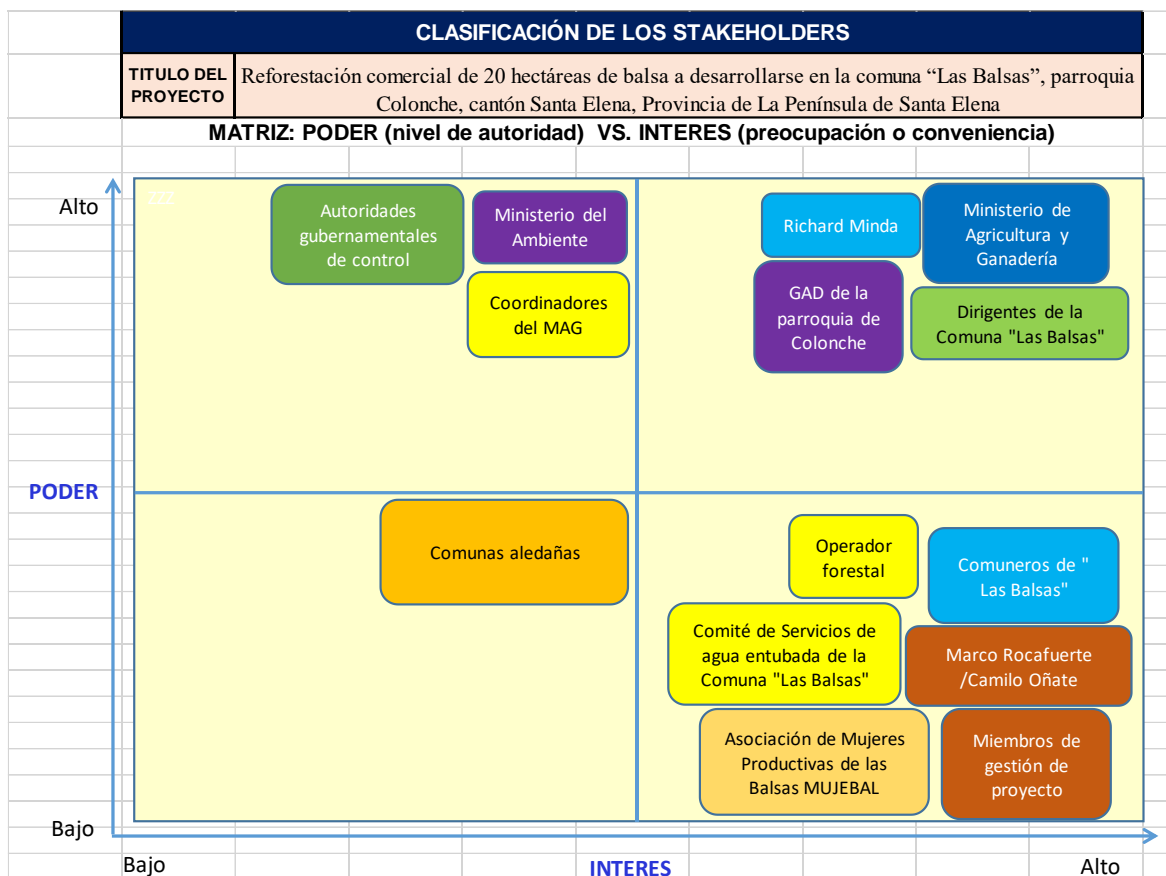 CLASIFICACIÓN DE LOS STAKEHOLDERS
TITULO DEL
PROYECTO
Reforestación comercial de 20 hectáreas de balsa a desarrollarse en la comuna “Las Balsas”, parroquia
Colonche, cantón Santa Elena, Provincia de La Península de Santa Elena
MATRIZ: PODER (nivel de autoridad) VS. INTERES (preocupación o conveniencia)
Alto
zzz
Autoridades
gubernamentales
de control
Ministerio del
Ambiente
Coordinadores
del MAG
Richard Minda
Ministerio de
Agricultura y
Ganadería
GAD de la
parroquia de
Colonche
Dirigentes de la
Comuna "Las Balsas"
PODER
Comunas aledañas
Operador
forestal
Comuneros de "
Las Balsas"
Comité de Servicios de
agua entubada de la
Comuna "Las Balsas"
Marco Rocafuerte
/Camilo Oñate
Asociación de Mujeres
Productivas de las
Balsas MUJEBAL
Miembros de
gestión de
proyecto
Bajo
Bajo
INTERES
Alto